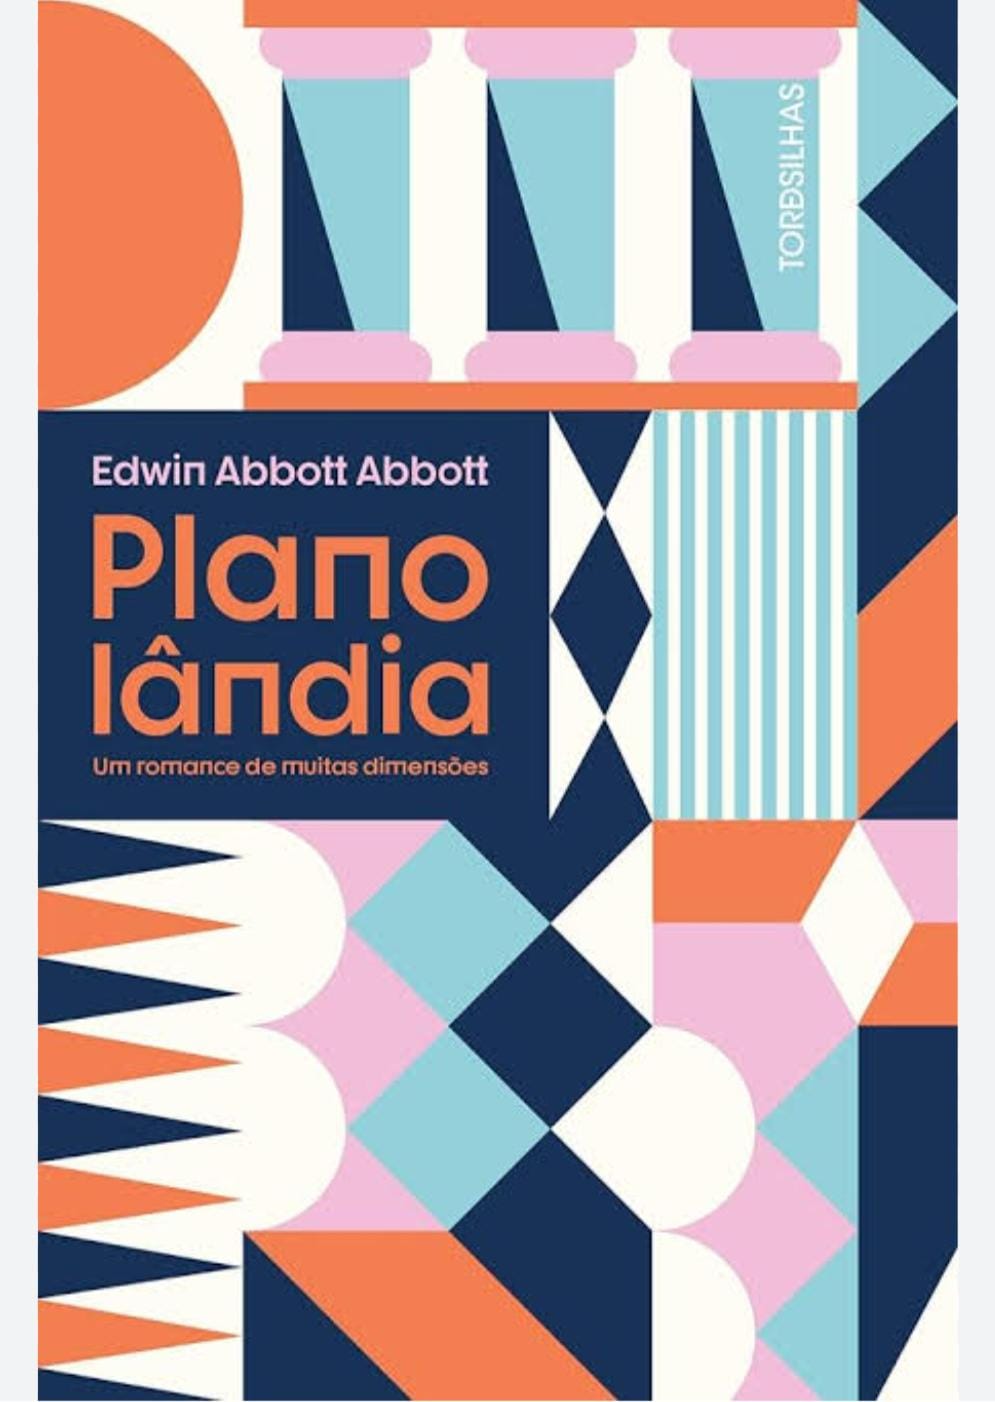 TORDSILHAS
Edwin Abbott Abbott
Plano
lândia
Um romance de muitas dimensões